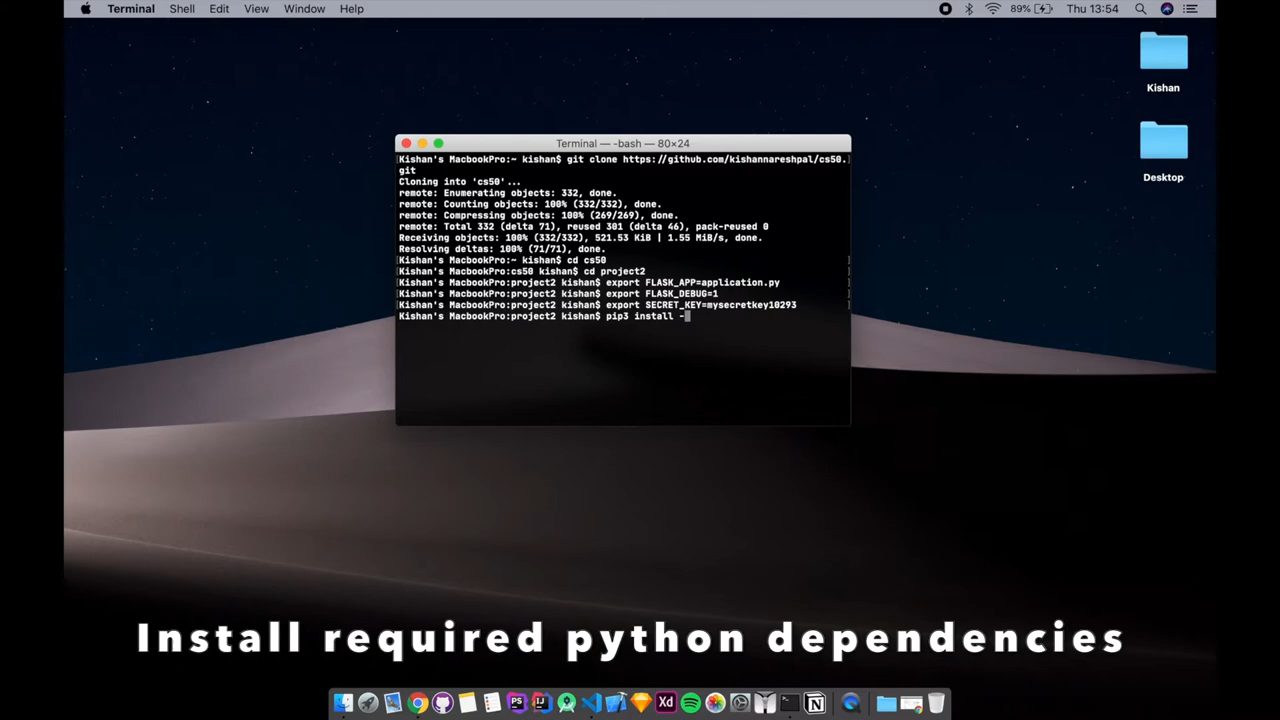 Terminal Shell Edit View Window Help 89% Thu 13:54
Kishan
Desktop
Terminal — -bash — 80×24
Kishan's MacbookPro:~ kishan$ git clone https://github.com/kishannareshpal/cs50.
git
Cloning into 'cs50'...
remote: Enumerating objects: 332, done.
remote: Counting objects: 100% (332/332), done.
remote: Compressing objects: 100% (269/269), done.
remote: Total 332 (delta 71), reused 301 (delta 46), pack-reused 0
Receiving objects: 100% (332/332), 521.53 KiB | 1.55 MiB/s, done.
Resolving deltas: 100% (71/71), done.
Kishan's MacbookPro:~ kishan$ cd cs50
Kishan's MacbookPro:cs50 kishan$ cd project2
Kishan's MacbookPro:project2 kishan$ export FLASK_APP=application.py
Kishan's MacbookPro:project2 kishan$ export FLASK_DEBUG=1
Kishan's MacbookPro:project2 kishan$ export SECRET_KEY=mysecretkey10293
Kishan's MacbookPro:project2 kishan$ pip3 install -
Install required python dependencies
PS
IJ
Xd
N